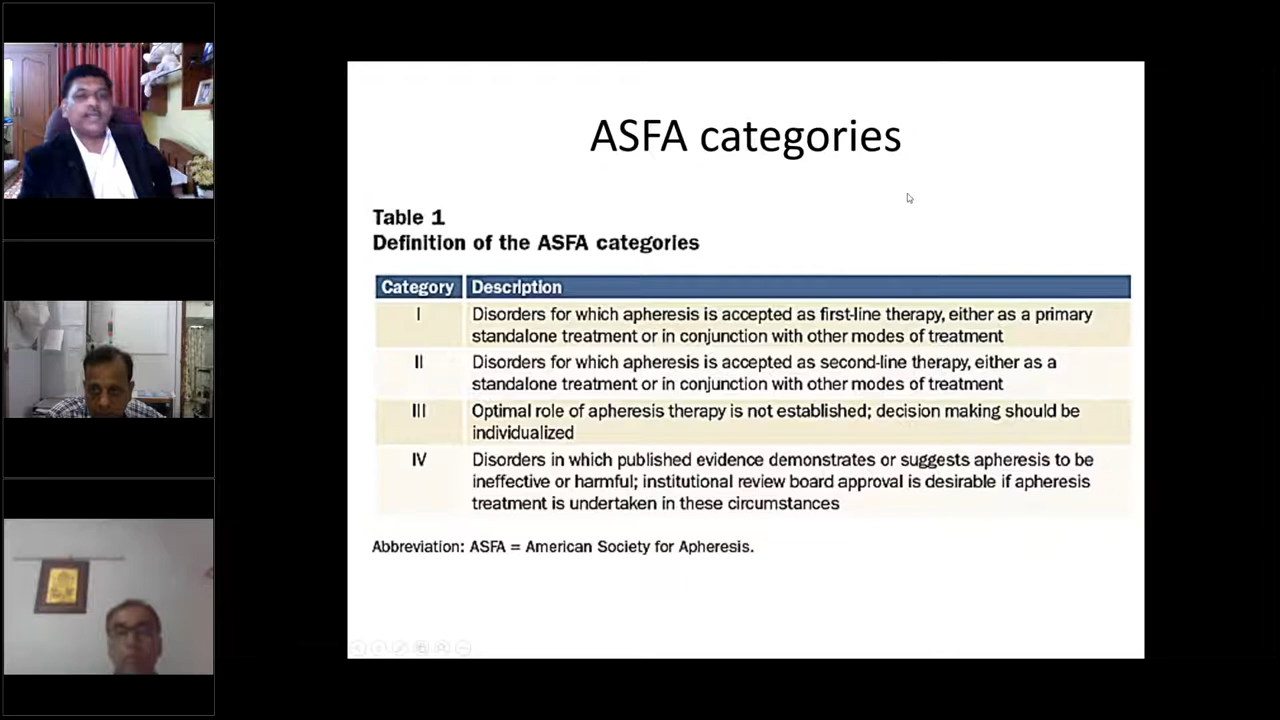 ASFA categories
Table 1
Definition of the ASFA categories
Category Description
I Disorders for which apheresis is accepted as first-line therapy, either as a primary
standalone treatment or in conjunction with other modes of treatment
II Disorders for which apheresis is accepted as second-line therapy, either as a
standalone treatment or in conjunction with other modes of treatment
III Optimal role of apheresis therapy is not established; decision making should be
individualized
IV Disorders in which published evidence demonstrates or suggests apheresis to be
ineffective or harmful; institutional review board approval is desirable if apheresis
treatment is undertaken in these circumstances
Abbreviation: ASFA = American Society for Apheresis.